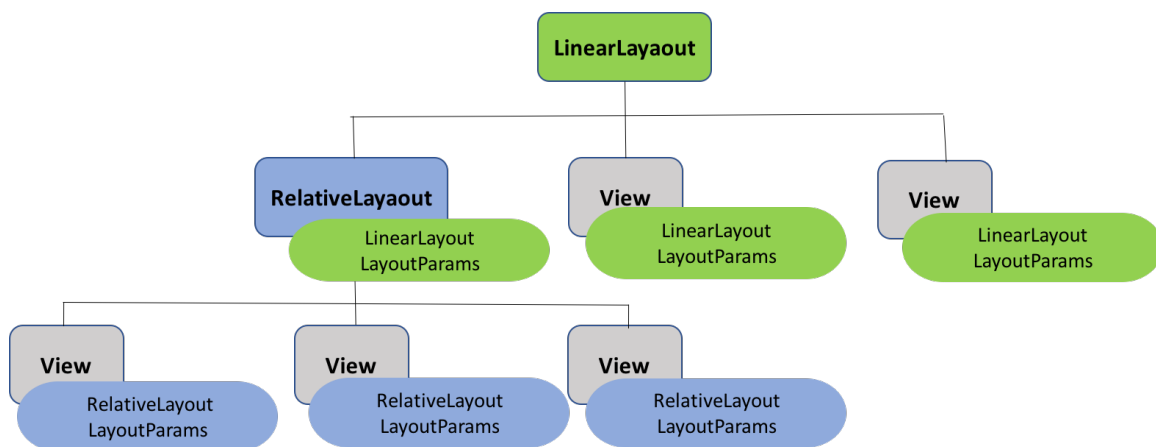 LinearLayaout
RelativeLayaout
View
View
LinearLayout
LayoutParams
LinearLayout
LayoutParams
LinearLayout
LayoutParams
View
View
View
RelativeLayout
LayoutParams
RelativeLayout
LayoutParams
RelativeLayout
LayoutParams